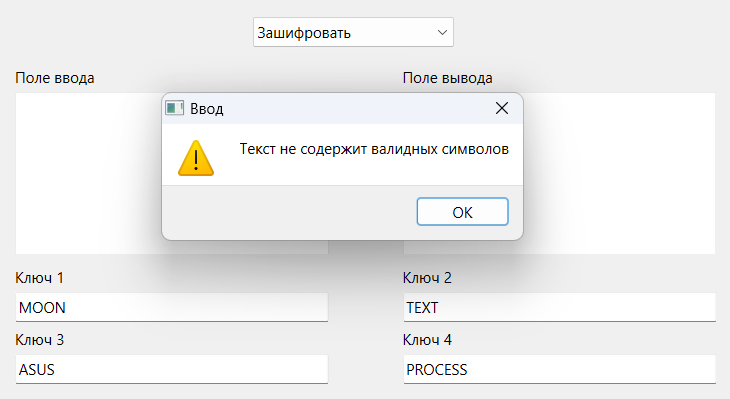 Зашифровать
Поле ввода
Поле вывода
Ввод
Текст не содержит валидных символов
OK
Ключ 1
Ключ 2
MOON
TEXT
Ключ 3
Ключ 4
ASUS
PROCESS